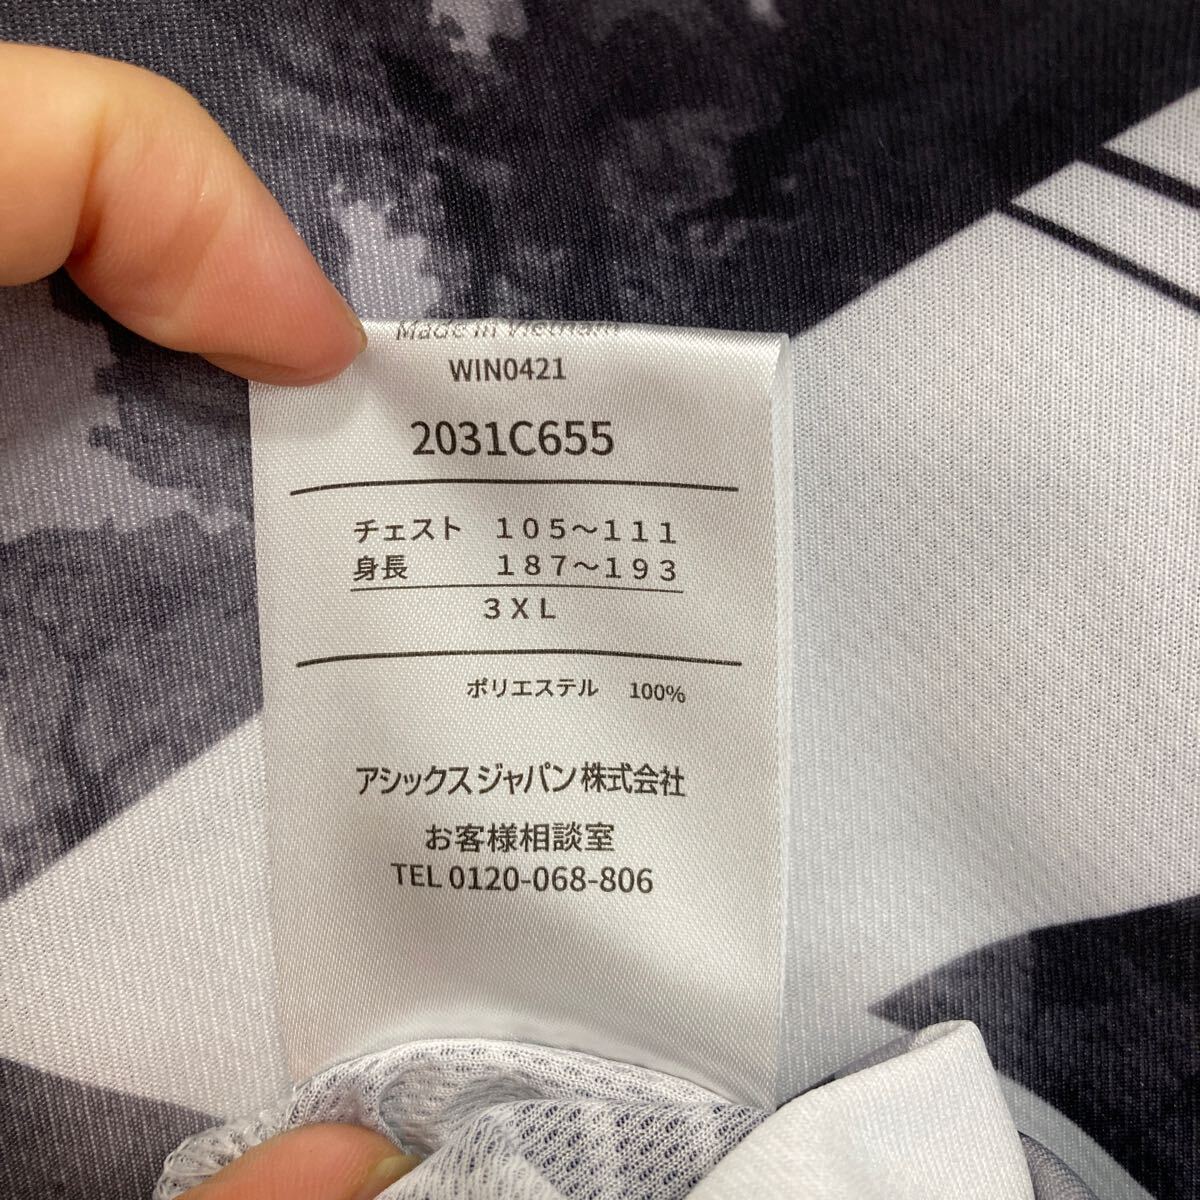 Made in Vietnam
WIN0421
2031C655
チェスト １０５～１１１
身長 １８７～１９３
３ＸＬ
ポリエステル 100%
アシックスジャパン株式会社
お客様相談室
TEL 0120-068-806